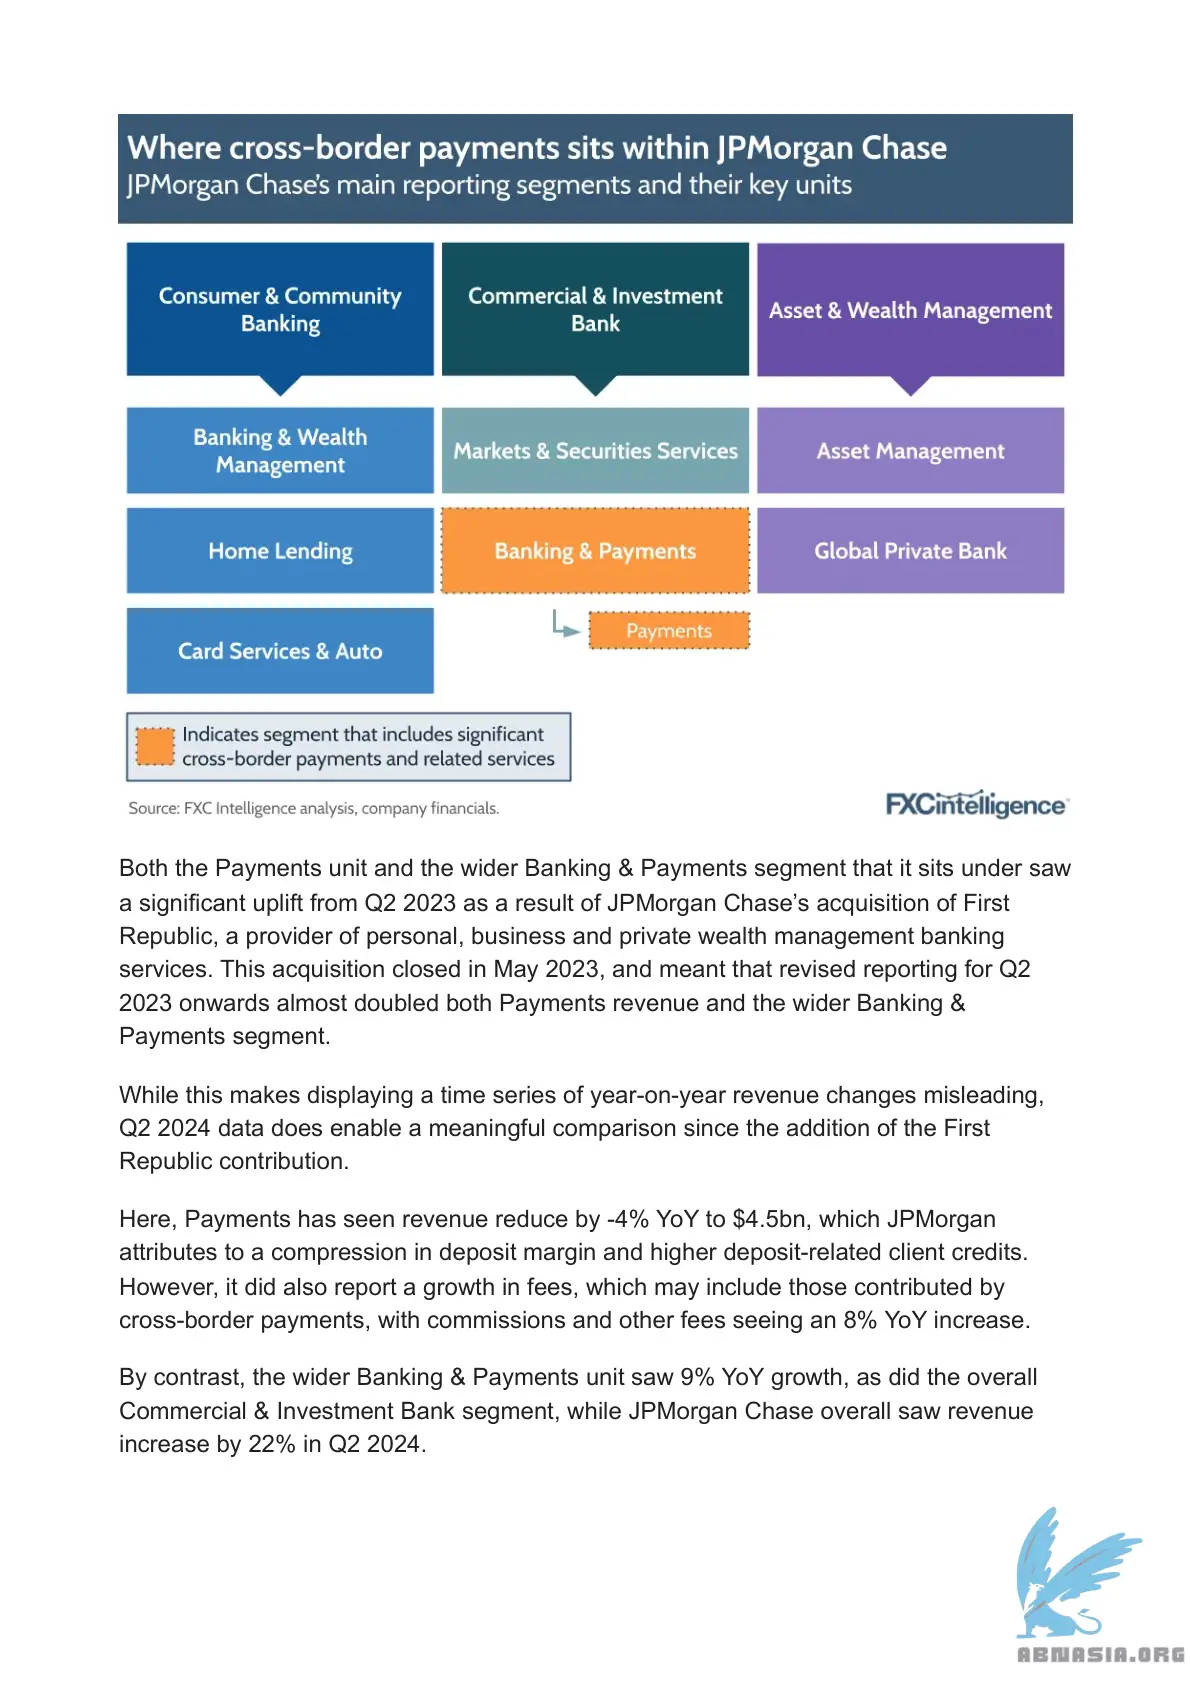 Where cross-border payments sits within JPMorgan Chase
JPMorgan Chase's main reporting segments and their key units
Consumer & Community
Banking
Commercial & Investment
Bank
Asset & Wealth Management
Banking & Wealth
Management
Markets & Securities Services
Asset Management
Home Lending
Banking & Payments
Global Private Bank
Card Services & Auto
Payments
Indicates segment that includes significant
cross-border payments and related services
Source: FXC Intelligence analysis, company financials.
FXCintelligence™
Both the Payments unit and the wider Banking & Payments segment that it sits under saw
a significant uplift from Q2 2023 as a result of JPMorgan Chase’s acquisition of First
Republic, a provider of personal, business and private wealth management banking
services. This acquisition closed in May 2023, and meant that revised reporting for Q2
2023 onwards almost doubled both Payments revenue and the wider Banking &
Payments segment.
While this makes displaying a time series of year-on-year revenue changes misleading,
Q2 2024 data does enable a meaningful comparison since the addition of the First
Republic contribution.
Here, Payments has seen revenue reduce by -4% YoY to $4.5bn, which JPMorgan
attributes to a compression in deposit margin and higher deposit-related client credits.
However, it did also report a growth in fees, which may include those contributed by
cross-border payments, with commissions and other fees seeing an 8% YoY increase.
By contrast, the wider Banking & Payments unit saw 9% YoY growth, as did the overall
Commercial & Investment Bank segment, while JPMorgan Chase overall saw revenue
increase by 22% in Q2 2024.
ABNASIA.ORG